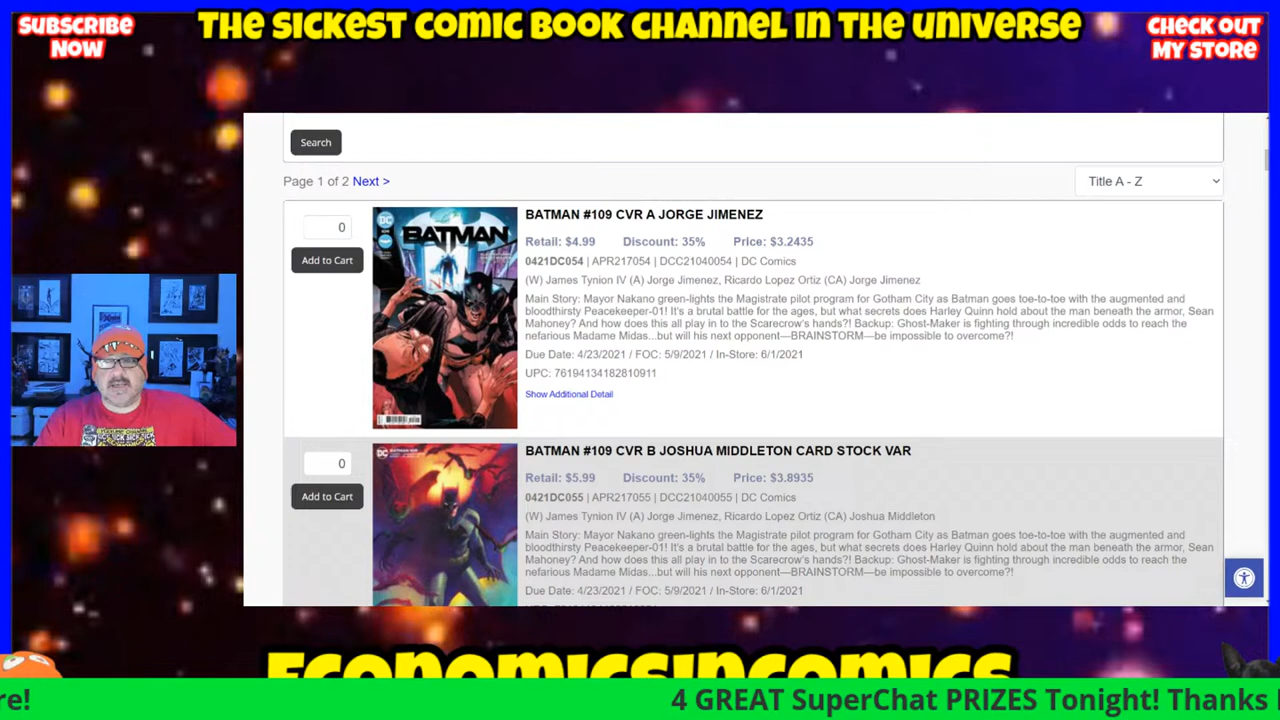 SUBSCRIBE NOW
THE SICKEST COMIC BOOK CHANNEL IN THE UNIVERSE
CHECK OUT MY STORE
Search
Page 1 of 2 Next >
Title A - Z
0
Add to Cart
BATMAN
BATMAN #109 CVR A JORGE JIMENEZ
Retail: $4.99 Discount: 35% Price: $3.2435
0421DC054 | APR217054 | DCC21040054 | DC Comics
(W) James Tynion IV (A) Jorge Jimenez, Ricardo Lopez Ortiz (CA) Jorge Jimenez
Main Story: Mayor Nakano green-lights the Magistrate pilot program for Gotham City as Batman goes toe-to-toe with the augmented and
bloodthirsty Peacekeeper-01! It's a brutal battle for the ages, but what secrets does Harley Quinn hold about the man beneath the armor, Sean
Mahoney? And how does this all play in to the Scarecrow's hands?! Backup: Ghost-Maker is fighting through incredible odds to reach the
nefarious Madame Midas...but will his next opponent—BRAINSTORM—be impossible to overcome?!
Due Date: 4/23/2021 / FOC: 5/9/2021 / In-Store: 6/1/2021
UPC: 76194134182810911
Show Additional Detail
0
Add to Cart
BATMAN #109 CVR B JOSHUA MIDDLETON CARD STOCK VAR
Retail: $5.99 Discount: 35% Price: $3.8935
0421DC055 | APR217055 | DCC21040055 | DC Comics
(W) James Tynion IV (A) Jorge Jimenez, Ricardo Lopez Ortiz (CA) Joshua Middleton
Main Story: Mayor Nakano green-lights the Magistrate pilot program for Gotham City as Batman goes toe-to-toe with the augmented and
bloodthirsty Peacekeeper-01! It's a brutal battle for the ages, but what secrets does Harley Quinn hold about the man beneath the armor, Sean
Mahoney? And how does this all play in to the Scarecrow's hands?! Backup: Ghost-Maker is fighting through incredible odds to reach the
nefarious Madame Midas...but will his next opponent—BRAINSTORM—be impossible to overcome?!
Due Date: 4/23/2021 / FOC: 5/9/2021 / In-Store: 6/1/2021
EconomicsInComics
re! 4 GREAT SuperChat PRIZES Tonight! Thanks